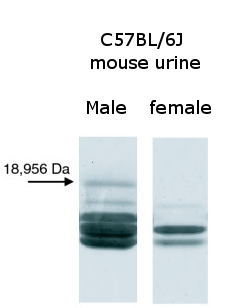 C57BL/6J
mouse urine
Male female
18,956 Da